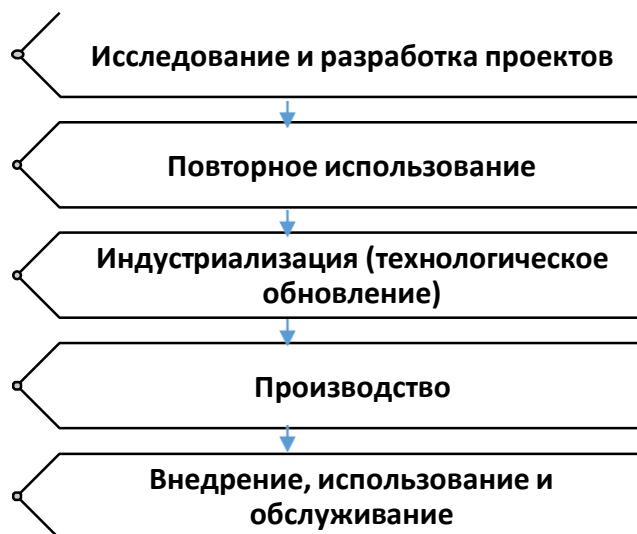 Исследование и разработка проектов
Повторное использование
Индустриализация (технологическое
обновление)
Производство
Внедрение, использование и
обслуживание